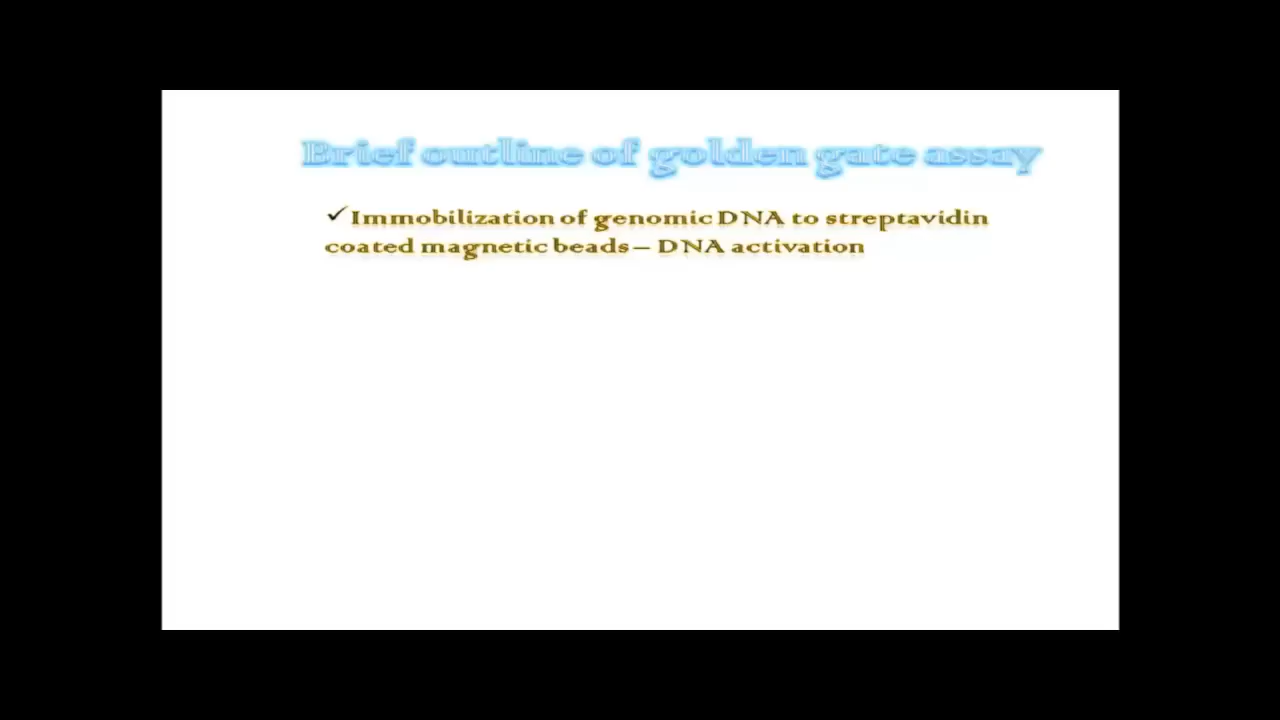 Brief outline of golden gate assay
✓Immobilization of genomic DNA to streptavidin
coated magnetic beads – DNA activation